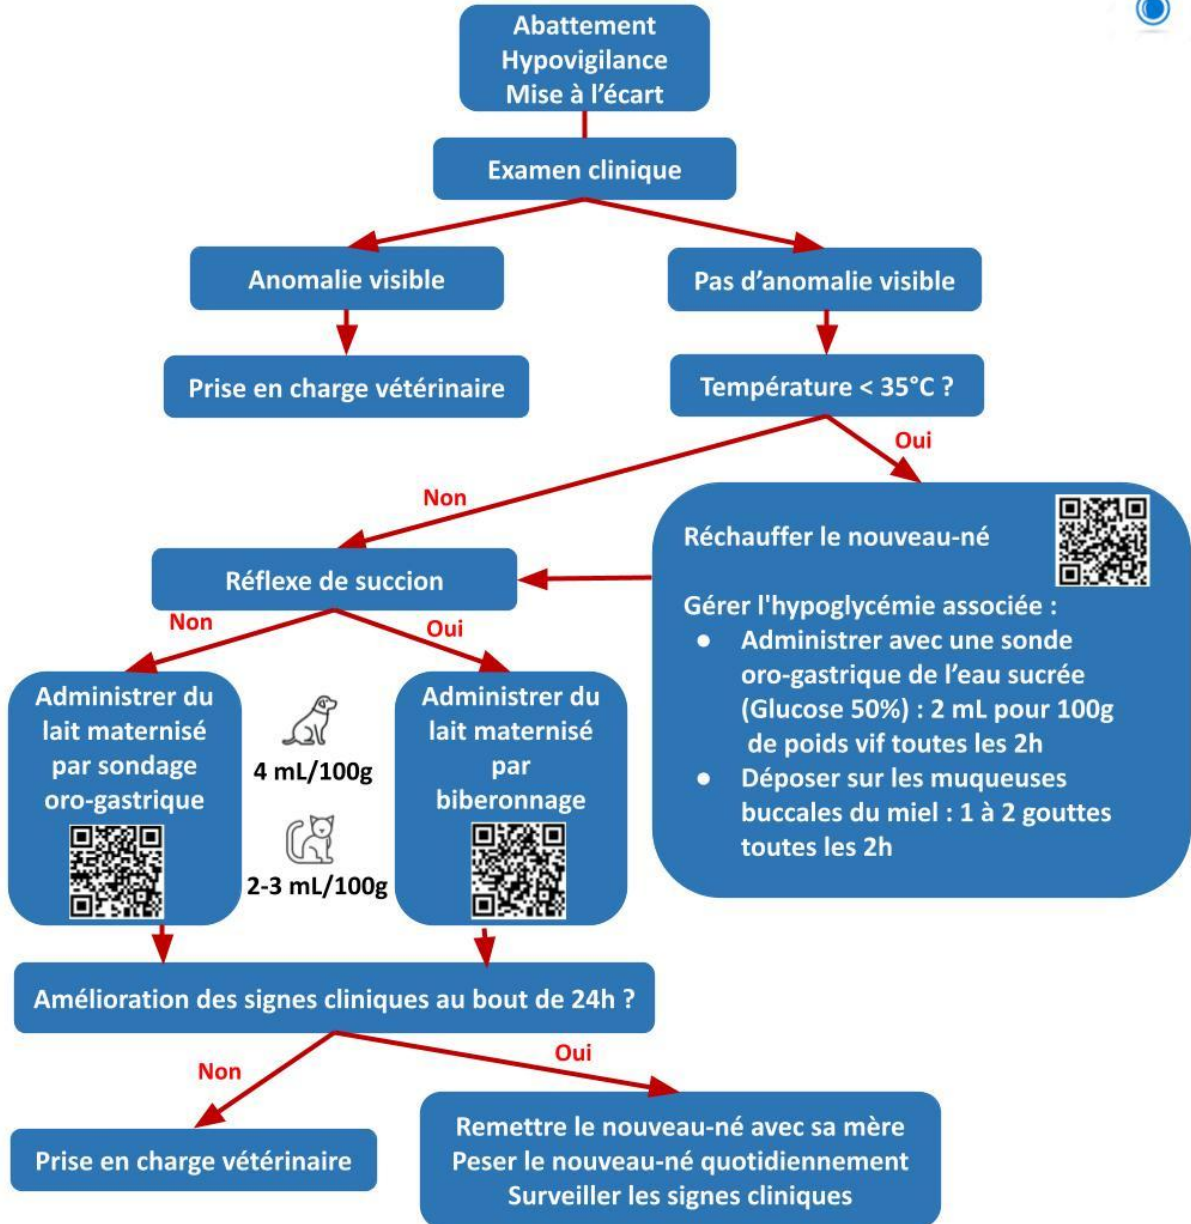 Abattement
Hypovigilance
Mise à l’écart
Examen clinique
Anomalie visible
Pas d’anomalie visible
Prise en charge vétérinaire
Température < 35°C ?
Oui
Non
Réchauffer le nouveau-né
Gérer l'hypoglycémie associée :
● Administrer avec une sonde
oro-gastrique de l’eau sucrée
(Glucose 50%) : 2 mL pour 100g
de poids vif toutes les 2h
● Déposer sur les muqueuses
buccales du miel : 1 à 2 gouttes
toutes les 2h
Réflexe de succion
Non
Oui
Administrer du
lait maternisé
par sondage
oro-gastrique
4 mL/100g
2-3 mL/100g
Administrer du
lait maternisé
par
biberonnage
Amélioration des signes cliniques au bout de 24h ?
Non
Oui
Prise en charge vétérinaire
Remettre le nouveau-né avec sa mère
Peser le nouveau-né quotidiennement
Surveiller les signes cliniques